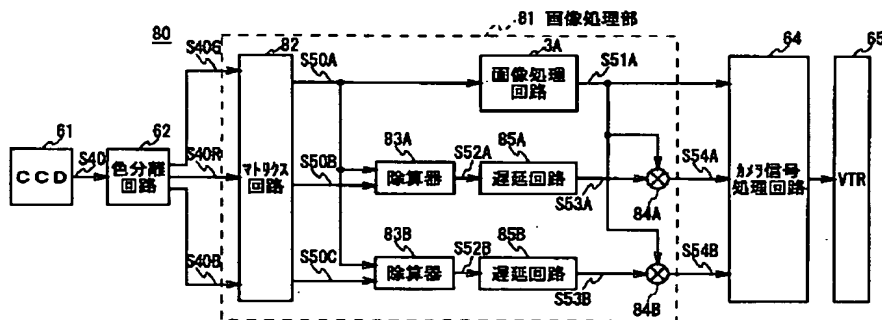 81 画像処理部
80
82
3A
64
65
S40G
S50A
画像処理
回路
S51A
61
62
S40
CCD
色分離
回路
S40R
マトリクス
回路
S50B
83A
S52A
85A
除算器
遅延回路
S53A
84A
S54A
カメラ信号
処理回路
VTR
83B
S52B
85B
S40B
S50C
除算器
遅延回路
S53B
84B
S54B